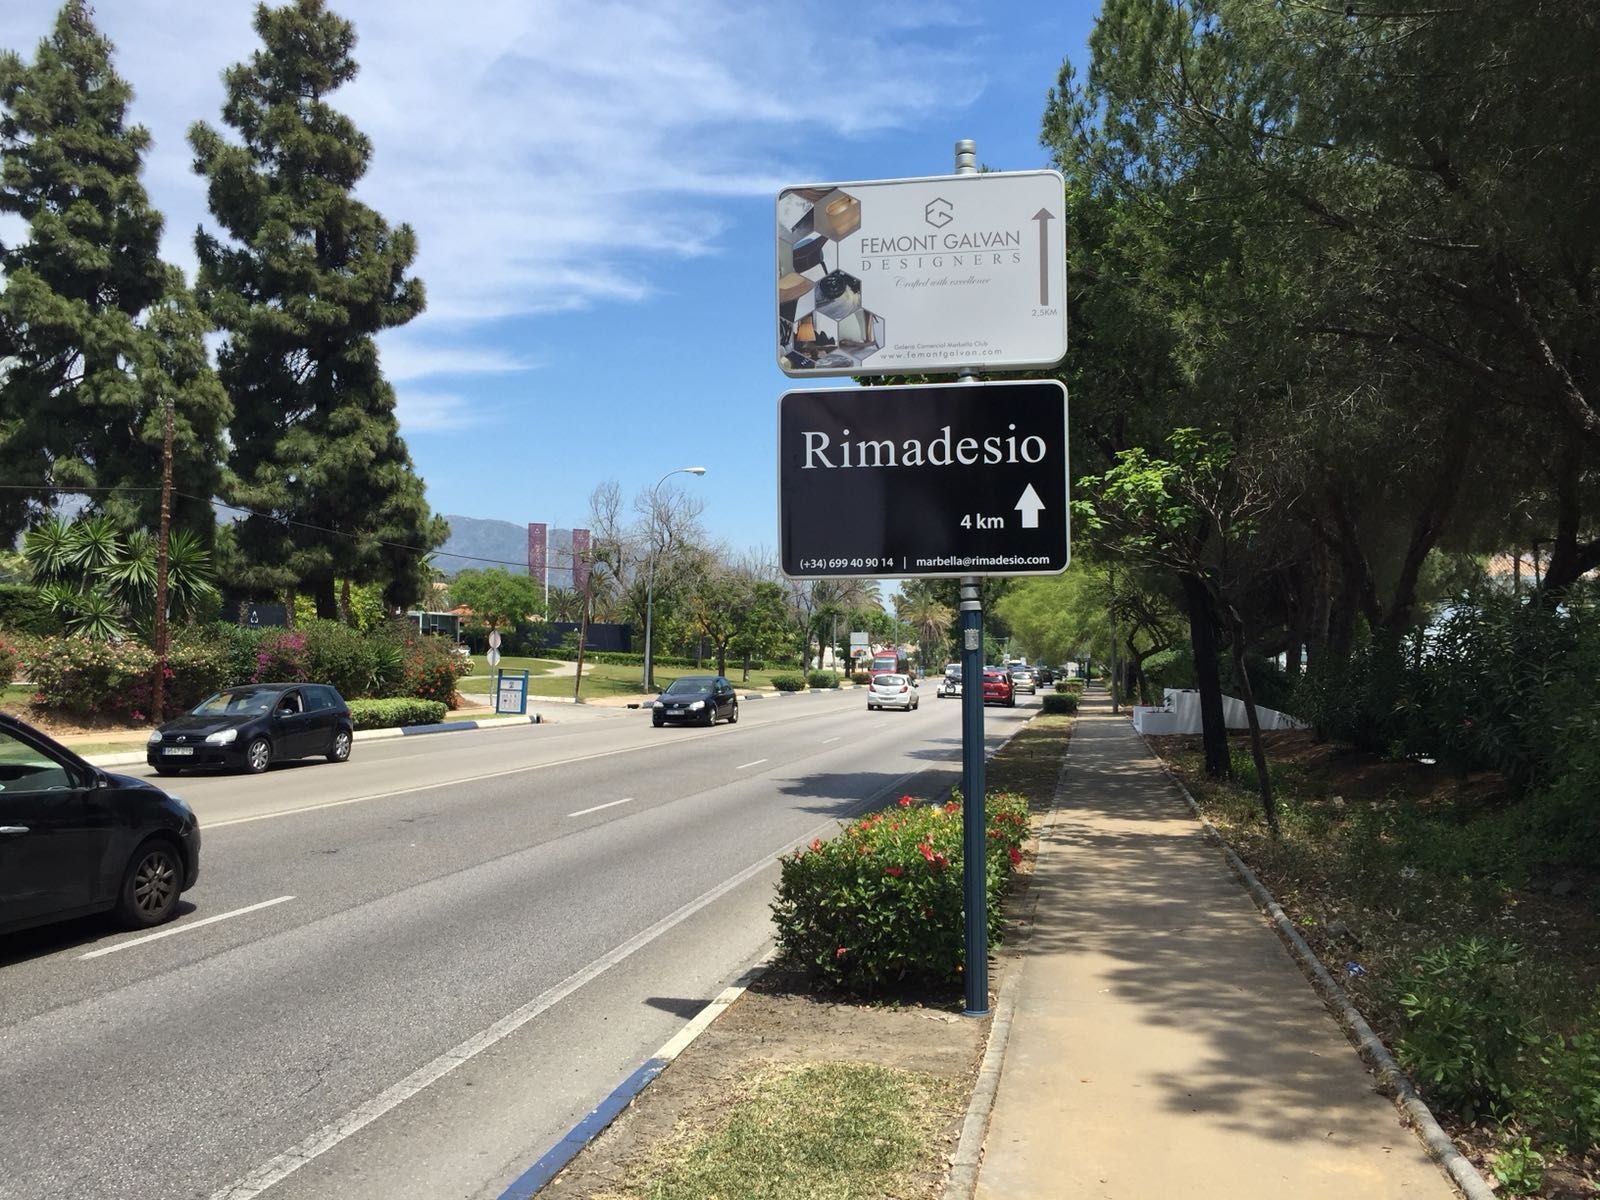 FEMONT GALVAN
DESIGNERS
Crafted with excellence
2,5KM
Galeria Comercial Marbella Club
www.femontgalvan.com
Rimadesio
4 km
(+34) 699 40 90 14 | marbella@rimadesio.com